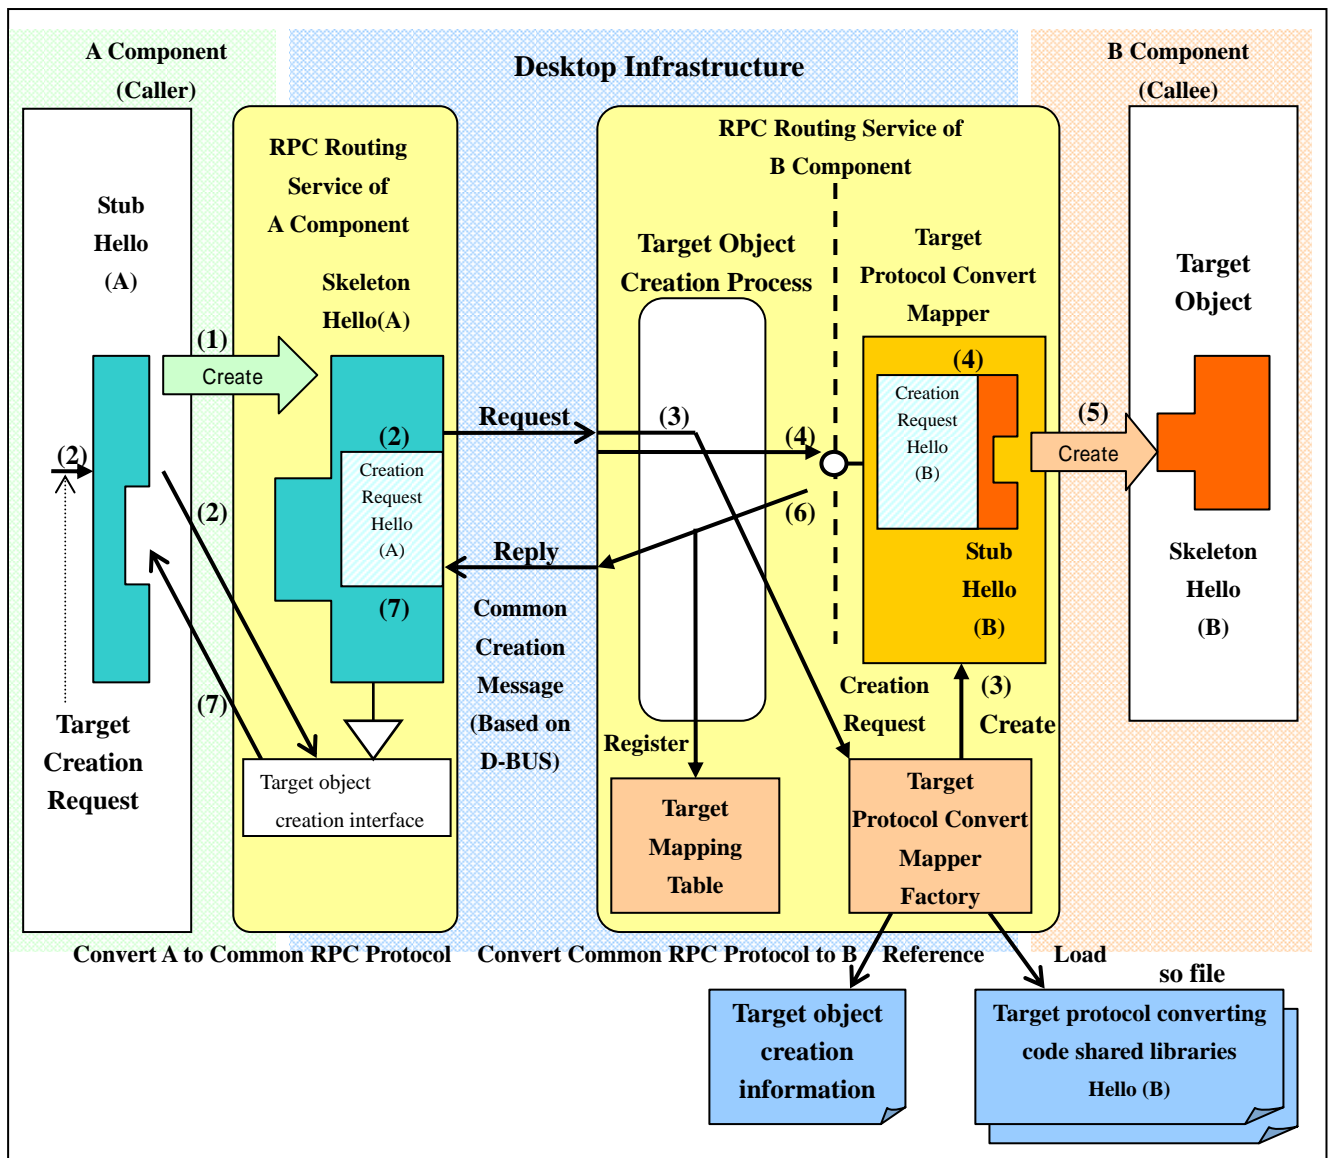 A Component
(Caller)
Desktop Infrastructure
B Component
(Callee)
RPC Routing
Service of
A Component
RPC Routing Service of
B Component
Stub
Hello
(A)
Skeleton
Hello(A)
Target Object
Creation Process
Target
Protocol Convert
Mapper
Target
Object
(1)
Create
(2)
(2)
(2)
Creation
Request
Hello
(A)
(7)
(7)
Request
Reply
(3)
(4)
(6)
(4)
Creation
Request
Hello
(B)
Stub
Hello
(B)
(5)
Create
Skeleton
Hello
(B)
Common
Creation
Message
(Based on
D-BUS)
Target
Creation
Request
Target object
creation interface
Register
Creation
Request
(3)
Create
Target
Mapping
Table
Target
Protocol Convert
Mapper
Factory
Convert A to Common RPC Protocol
Convert Common RPC Protocol to B
Reference
Load
so file
Target object
creation
information
Target protocol converting
code shared libraries
Hello (B)